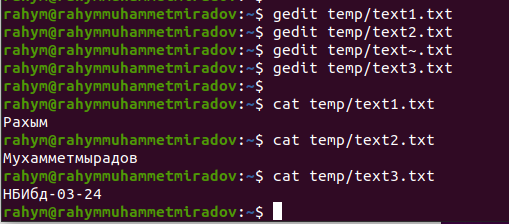 rahym@rahymmuhammetmiradov:~$ gedit temp/text1.txt
rahym@rahymmuhammetmiradov:~$ gedit temp/text2.txt
rahym@rahymmuhammetmiradov:~$ gedit temp/text~.txt
rahym@rahymmuhammetmiradov:~$ gedit temp/text3.txt
rahym@rahymmuhammetmiradov:~$
rahym@rahymmuhammetmiradov:~$ cat temp/text1.txt
Рахым
rahym@rahymmuhammetmiradov:~$ cat temp/text2.txt
Мухамметмырадов
rahym@rahymmuhammetmiradov:~$ cat temp/text3.txt
НБИбд-03-24
rahym@rahymmuhammetmiradov:~$